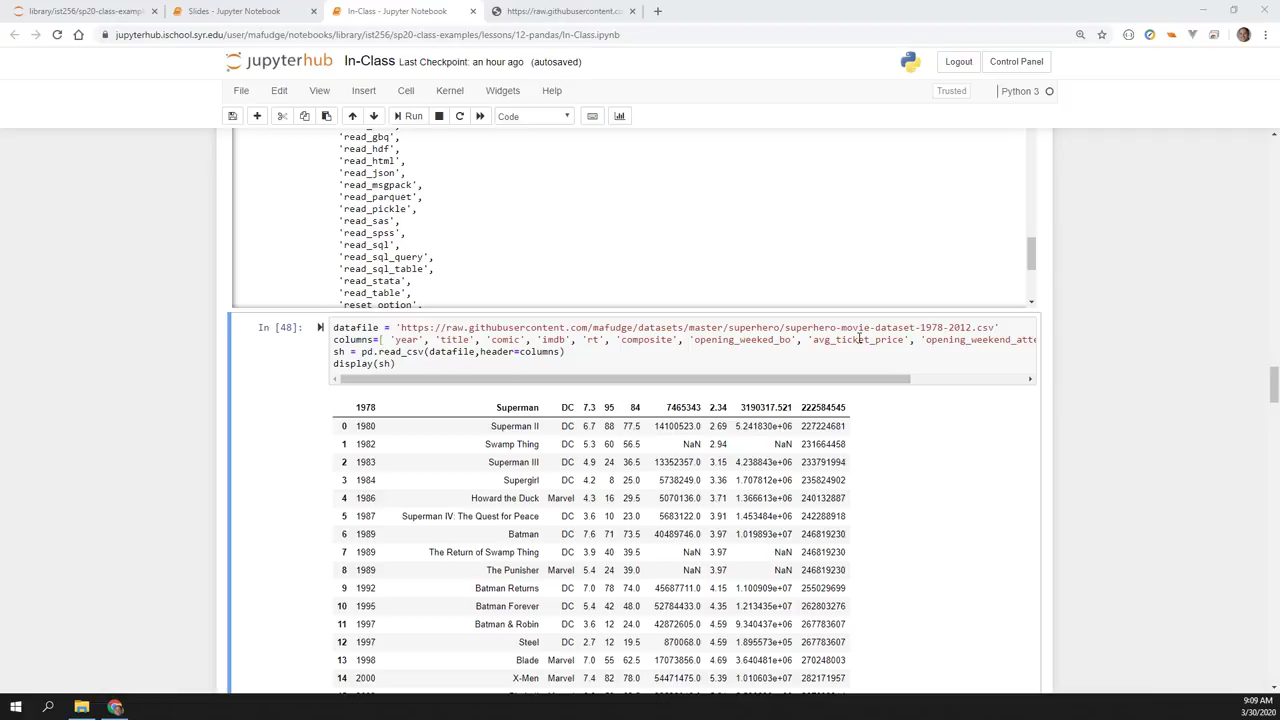 library/ist256/sp20-class-examp
Slides - Jupyter Notebook
In-Class - Jupyter Notebook
https://raw.githubusercontent.co
jupyterhub.ischool.syr.edu/user/mafudge/notebooks/library/ist256/sp20-class-examples/lessons/12-pandas/In-Class.ipynb
jupyterhub In-Class Last Checkpoint: an hour ago (autosaved) Logout Control Panel
File Edit View Insert Cell Kernel Widgets Help Trusted Python 3
Run Code
'read_gbq',
'read_hdf',
'read_html',
'read_json',
'read_msgpack',
'read_parquet',
'read_pickle',
'read_sas',
'read_spss',
'read_sql',
'read_sql_query',
'read_sql_table',
'read_stata',
'read_table',
'reset_option',
In [48]: datafile = 'https://raw.githubusercontent.com/mafudge/datasets/master/superhero/superhero-movie-dataset-1978-2012.csv'
columns=[ 'year', 'title', 'comic', 'imdb', 'rt', 'composite', 'opening_weeked_bo', 'avg_ticket_price', 'opening_weekend_atte
sh = pd.read_csv(datafile,header=columns)
display(sh)
1978 Superman DC 7.3 95 84 7465343 2.34 3190317.521 222584545
0 1980 Superman II DC 6.7 88 77.5 14100523.0 2.69 5.241830e+06 227224681
1 1982 Swamp Thing DC 5.3 60 56.5 NaN 2.94 NaN 231664458
2 1983 Superman III DC 4.9 24 36.5 13352357.0 3.15 4.238843e+06 233791994
3 1984 Supergirl DC 4.2 8 25.0 5738249.0 3.36 1.707812e+06 235824902
4 1986 Howard the Duck Marvel 4.3 16 29.5 5070136.0 3.71 1.366613e+06 240132887
5 1987 Superman IV: The Quest for Peace DC 3.6 10 23.0 5683122.0 3.91 1.453484e+06 242288918
6 1989 Batman DC 7.6 71 73.5 40489746.0 3.97 1.019893e+07 246819230
7 1989 The Return of Swamp Thing DC 3.9 40 39.5 NaN 3.97 NaN 246819230
8 1989 The Punisher Marvel 5.4 24 39.0 NaN 3.97 NaN 246819230
9 1992 Batman Returns DC 7.0 78 74.0 45687711.0 4.15 1.100909e+07 255029699
10 1995 Batman Forever DC 5.4 42 48.0 52784433.0 4.35 1.213435e+07 262803276
11 1997 Batman & Robin DC 3.6 12 24.0 42872605.0 4.59 9.340437e+06 267783607
12 1997 Steel DC 2.7 12 19.5 870068.0 4.59 1.895573e+05 267783607
13 1998 Blade Marvel 7.0 55 62.5 17073856.0 4.69 3.640481e+06 270248003
14 2000 X-Men Marvel 7.4 82 78.0 54471475.0 5.39 1.010603e+07 282171957
9:09 AM
3/30/2020